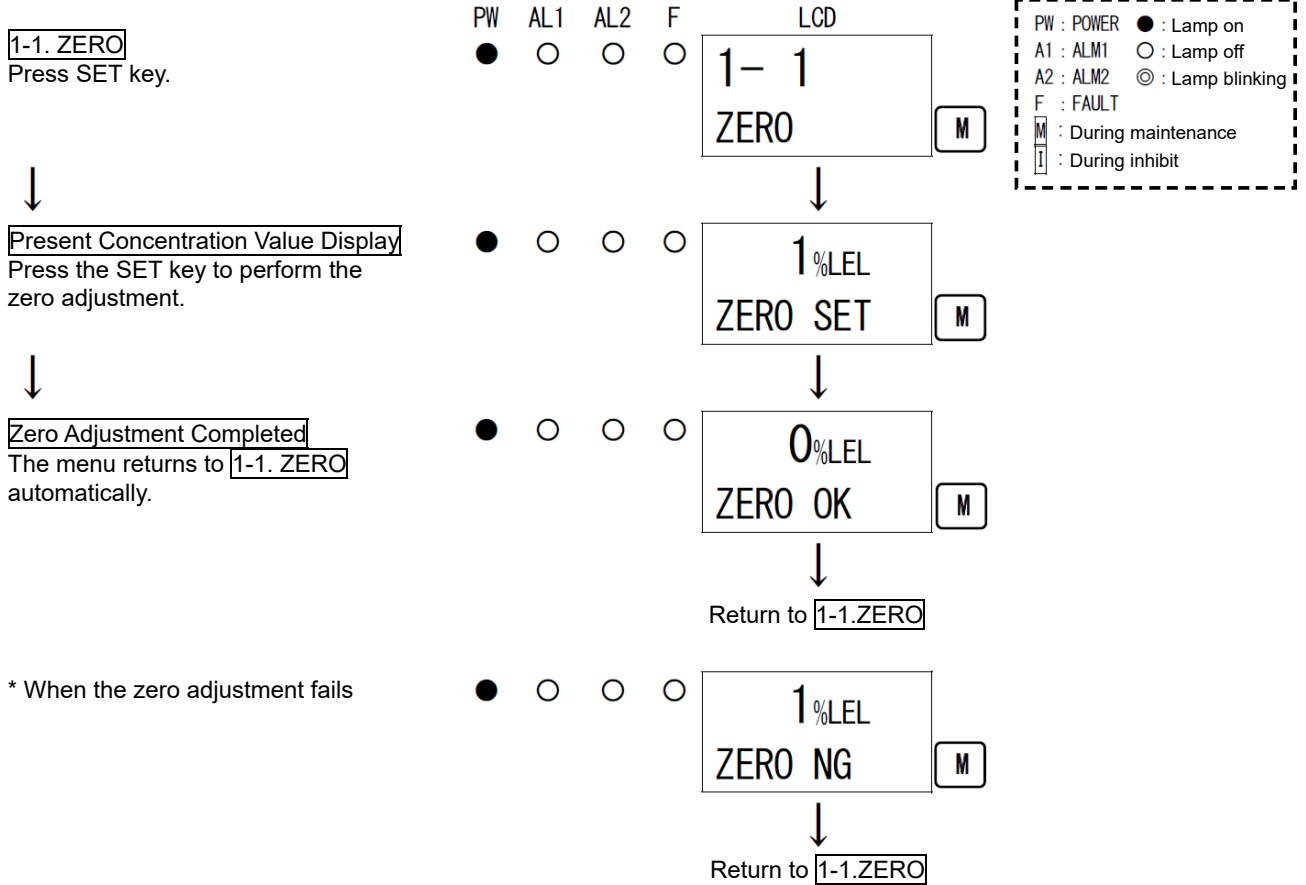 PW AL1 AL2 F LCD
1-1. ZERO
Press SET key.
1- 1
ZERO
M
PW : POWER ● : Lamp on
A1 : ALM1 ○ : Lamp off
A2 : ALM2 ◎ : Lamp blinking
F : FAULT
M : During maintenance
I : During inhibit
Present Concentration Value Display
Press the SET key to perform the
zero adjustment.
1%LEL
ZERO SET
M
Zero Adjustment Completed
The menu returns to 1-1. ZERO
automatically.
0%LEL
ZERO OK
M
Return to 1-1.ZERO
* When the zero adjustment fails
1%LEL
ZERO NG
M
Return to 1-1.ZERO